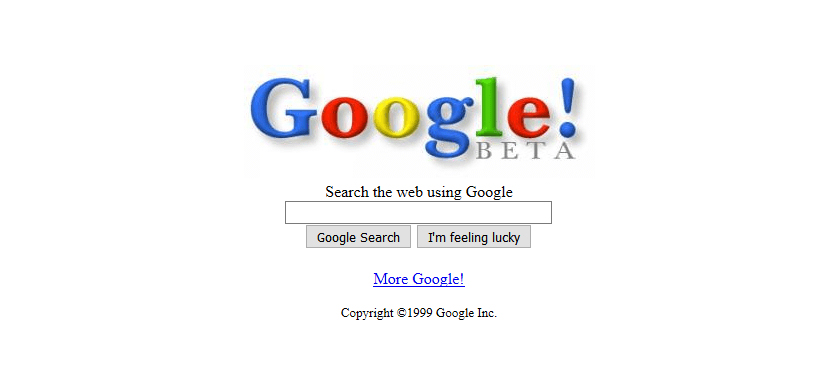 Google!
BETA
Search the web using Google
Google Search I'm feeling lucky
More Google!
Copyright ©1999 Google Inc.